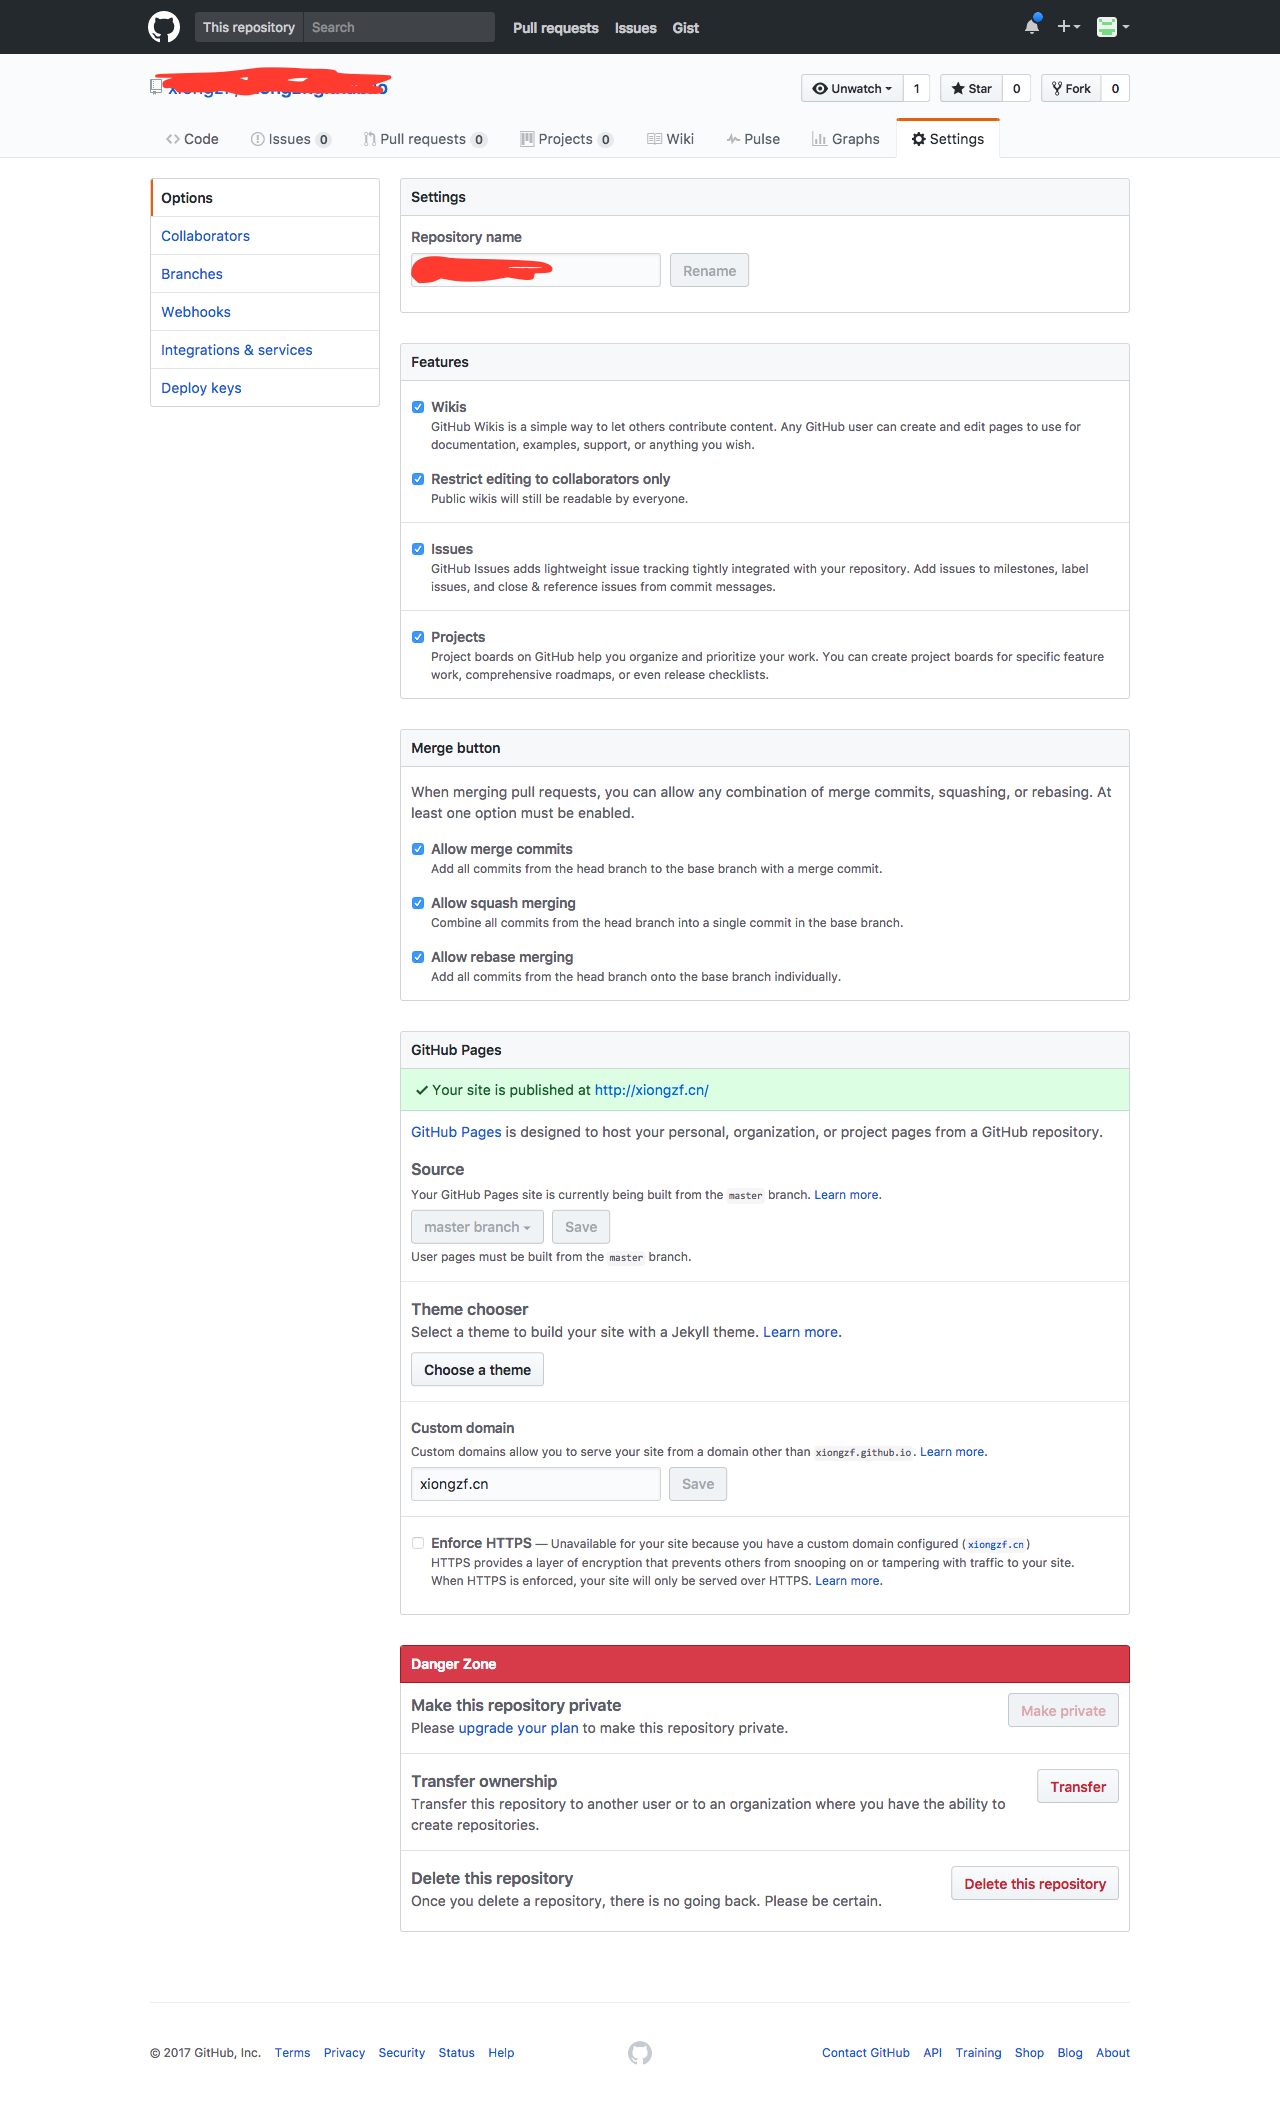 This repository
Search
Pull requests
Issues
Gist
Unwatch
1
Star
0
Fork
0
Code
Issues 0
Pull requests 0
Projects 0
Wiki
Pulse
Graphs
Settings
Options
Collaborators
Branches
Webhooks
Integrations & services
Deploy keys
Settings
Repository name
Rename
Features
Wikis
GitHub Wikis is a simple way to let others contribute content. Any GitHub user can create and edit pages to use for
documentation, examples, support, or anything you wish.
Restrict editing to collaborators only
Public wikis will still be readable by everyone.
Issues
GitHub Issues adds lightweight issue tracking tightly integrated with your repository. Add issues to milestones, label
issues, and close & reference issues from commit messages.
Projects
Project boards on GitHub help you organize and prioritize your work. You can create project boards for specific feature
work, comprehensive roadmaps, or even release checklists.
Merge button
When merging pull requests, you can allow any combination of merge commits, squashing, or rebasing. At
least one option must be enabled.
Allow merge commits
Add all commits from the head branch to the base branch with a merge commit.
Allow squash merging
Combine all commits from the head branch into a single commit in the base branch.
Allow rebase merging
Add all commits from the head branch onto the base branch individually.
GitHub Pages
Your site is published at http://xiongzf.cn/
GitHub Pages is designed to host your personal, organization, or project pages from a GitHub repository.
Source
Your GitHub Pages site is currently being built from the master branch. Learn more.
master branch
Save
User pages must be built from the master branch.
Theme chooser
Select a theme to build your site with a Jekyll theme. Learn more.
Choose a theme
Custom domain
Custom domains allow you to serve your site from a domain other than xiongzf.github.io. Learn more.
xiongzf.cn
Save
Enforce HTTPS — Unavailable for your site because you have a custom domain configured (xiongzf.cn)
HTTPS provides a layer of encryption that prevents others from snooping on or tampering with traffic to your site.
When HTTPS is enforced, your site will only be served over HTTPS. Learn more.
Danger Zone
Make this repository private
Please upgrade your plan to make this repository private.
Make private
Transfer ownership
Transfer this repository to another user or to an organization where you have the ability to
create repositories.
Transfer
Delete this repository
Once you delete a repository, there is no going back. Please be certain.
Delete this repository
© 2017 GitHub, Inc.
Terms
Privacy
Security
Status
Help
Contact GitHub
API
Training
Shop
Blog
About